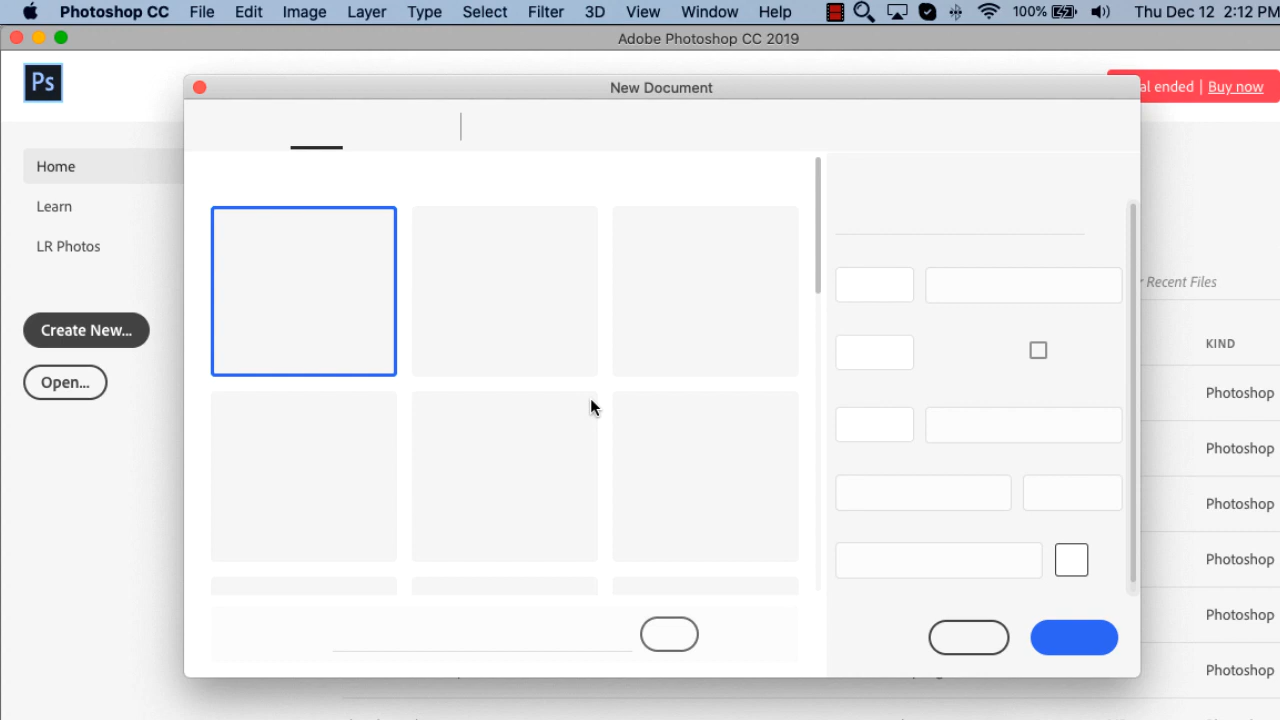 Photoshop CC File Edit Image Layer Type Select Filter 3D View Window Help 100% Thu Dec 12 2:12 PM
Adobe Photoshop CC 2019
Ps
New Document
ended | Buy now
Home
Learn
LR Photos
Recent Files
Create New...
KIND
Open...
Photoshop
Photoshop
Photoshop
Photoshop
Photoshop
Photoshop